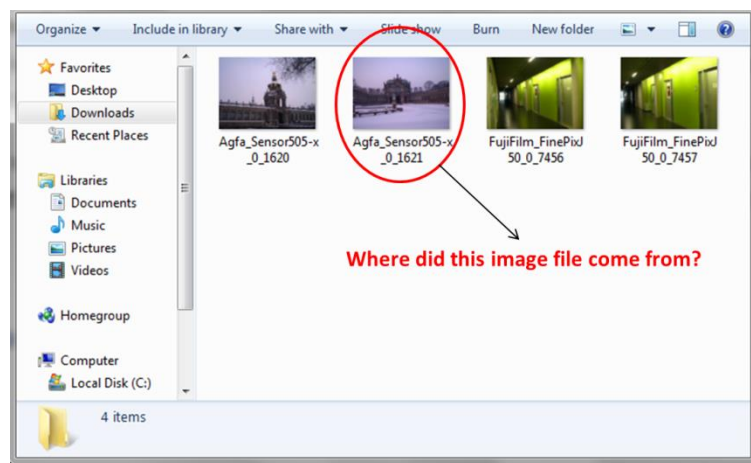 Organize Include in library Share with Slide show Burn New folder
Favorites
Desktop
Downloads
Recent Places
Libraries
Documents
Music
Pictures
Videos
Homegroup
Computer
Local Disk (C:)
Agfa_Sensor505-x
_0_1620
Agfa_Sensor505-x
_0_1621
FujiFilm_FinePixJ
50_0_7456
FujiFilm_FinePixJ
50_0_7457
Where did this image file come from?
4 items